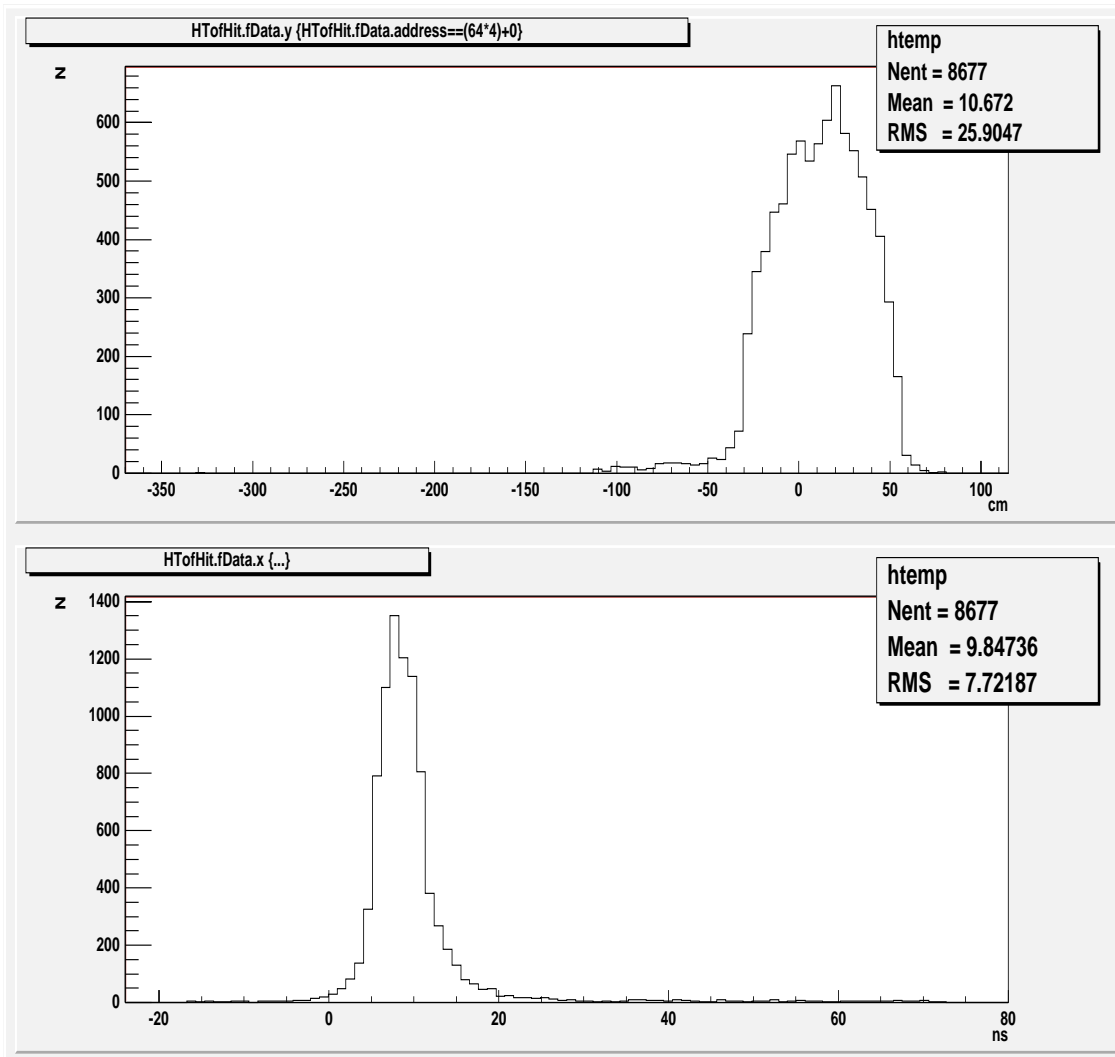 HTofHit.fData.y {HTofHit.fData.address==(64*4)+0}
htemp
Nent = 8677
Mean = 10.672
RMS = 25.9047
N
600
500
400
300
200
100
0
-350 -300 -250 -200 -150 -100 -50 0 50 100
cm
HTofHit.fData.x {...}
htemp
Nent = 8677
Mean = 9.84736
RMS = 7.72187
N
1400
1200
1000
800
600
400
200
0
-20 0 20 40 60 80
ns